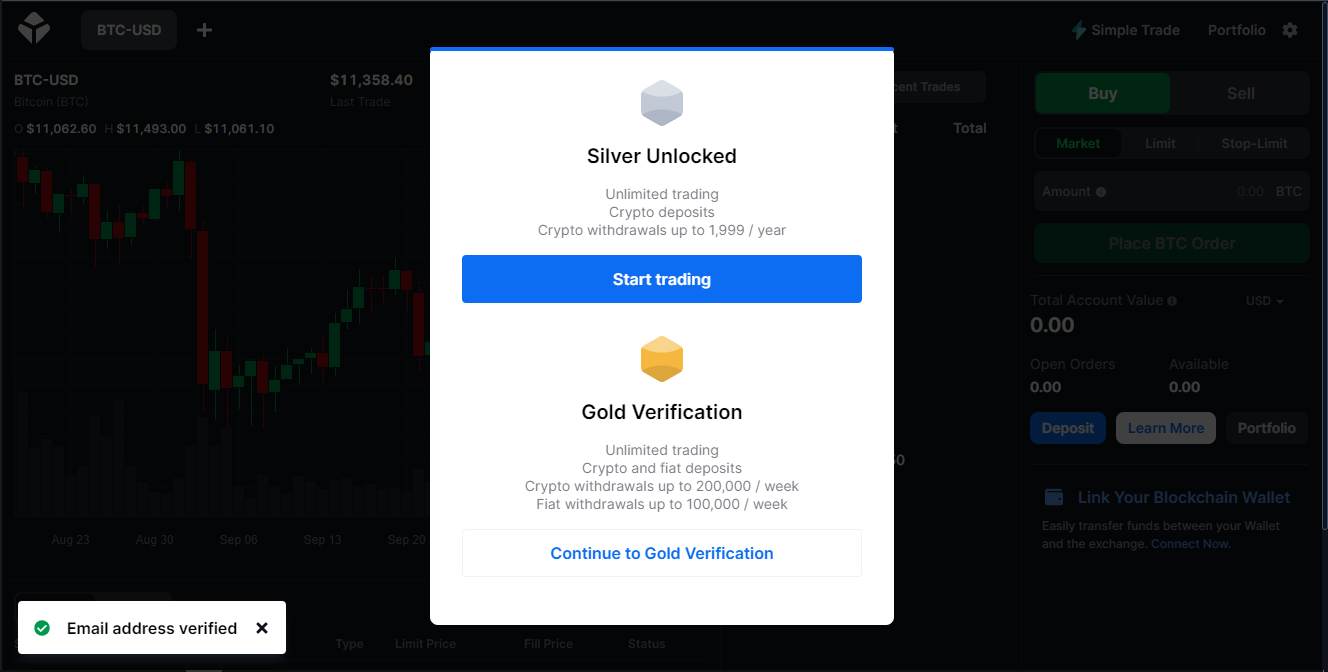 BTC-USD
+
Simple Trade
Portfolio
BTC-USD
$11,358.40
Bitcoin (BTC)
Last Trade
O $11,062.60 H $11,493.00 L $11,061.10
Aug 23 Aug 30 Sep 06 Sep 13 Sep 20
Silver Unlocked
Unlimited trading
Crypto deposits
Crypto withdrawals up to 1,999 / year
Start trading
Gold Verification
Unlimited trading
Crypto and fiat deposits
Crypto withdrawals up to 200,000 / week
Fiat withdrawals up to 100,000 / week
Continue to Gold Verification
Trades
Total
Buy Sell
Market Limit Stop-Limit
Amount 0.00 BTC
Place BTC Order
Total Account Value USD
0.00
Open Orders Available
0.00 0.00
Deposit Learn More Portfolio
Link Your Blockchain Wallet
Easily transfer funds between your Wallet
and the exchange. Connect Now.
Email address verified
Type Limit Price Fill Price Status